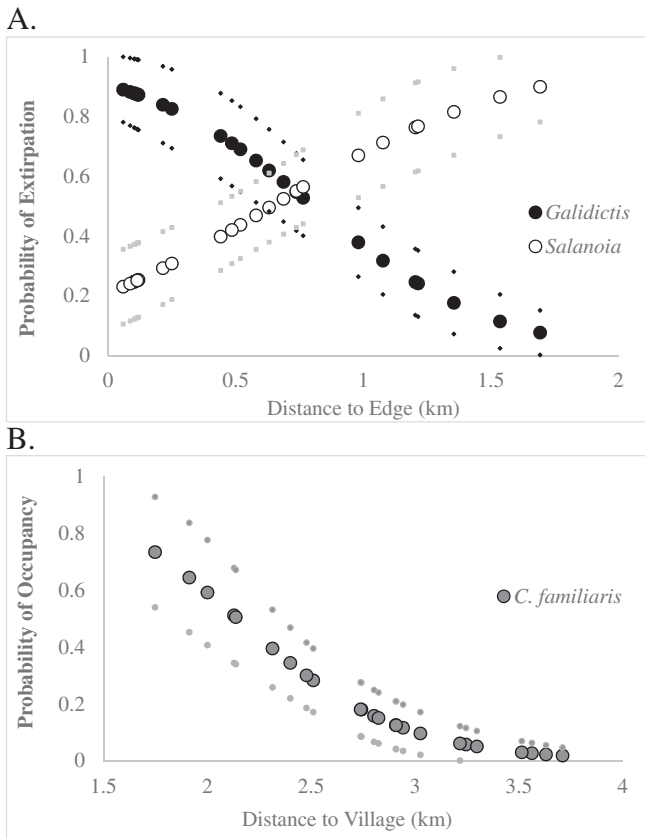 A.
Probability of Extirpation
1
0.8
0.6
0.4
0.2
0
0
0.5
1
1.5
2
Distance to Edge (km)
Galidictis
Salanoia
B.
Probability of Occupancy
1
0.8
0.6
0.4
0.2
0
1.5
2
2.5
3
3.5
4
Distance to Village (km)
C. familiaris